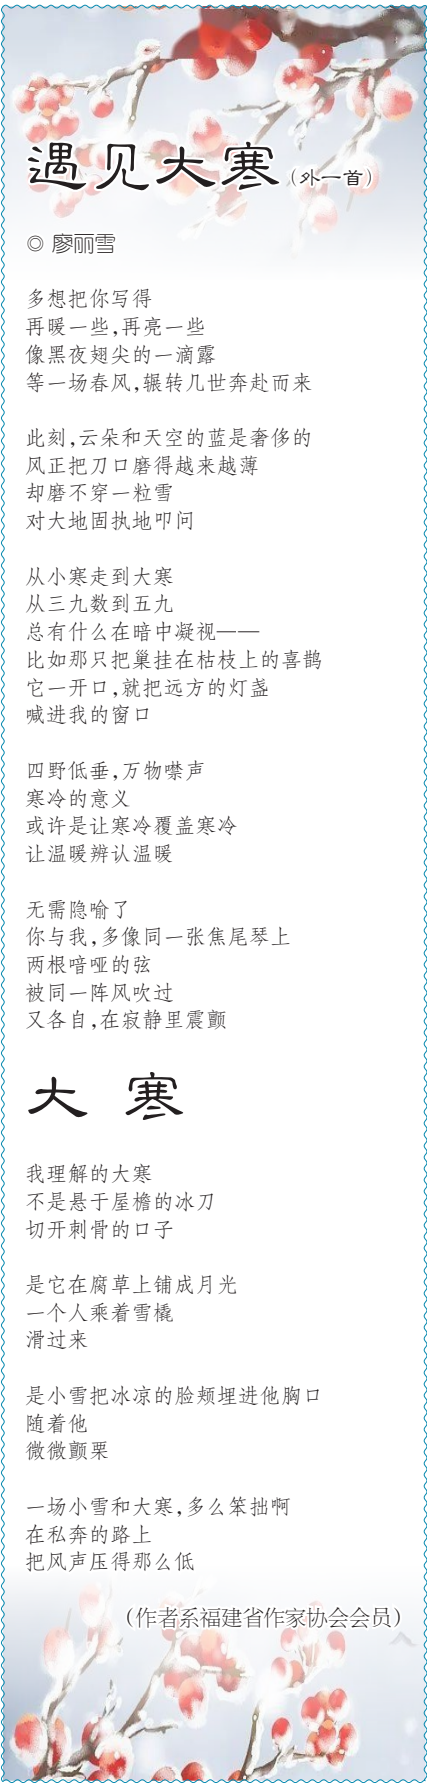 遇见大寒（外一首）
◎ 廖丽雪
多想把你写得
再暖一些，再亮一些
像黑夜翅尖的一滴露
等一场春风，辗转几世奔赴而来
此刻，云朵和天空的蓝是奢侈的
风正把刀口磨得越来越薄
却磨不穿一粒雪
对大地固执地叩问
从小寒走到大寒
从三九数到五九
总有什么在暗中凝视——
比如那只把巢挂在枯枝上的喜鹊
它一开口，就把远方的灯盏
喊进我的窗口
四野低垂，万物噤声
寒冷的意义
或许是让寒冷覆盖寒冷
让温暖辨认温暖
无需隐喻了
你与我，多像同一张焦尾琴上
两根喑哑的弦
被同一阵风吹过
又各自，在寂静里震颤
大 寒
我理解的大寒
不是悬于屋檐的冰刀
切开刺骨的口子
是它在腐草上铺成月光
一个人乘着雪橇
滑过来
是小雪把冰凉的脸颊埋进他胸口
随着他
微微颤栗
一场小雪和大寒，多么笨拙啊
在私奔的路上
把风声压得那么低
（作者系福建省作家协会会员）